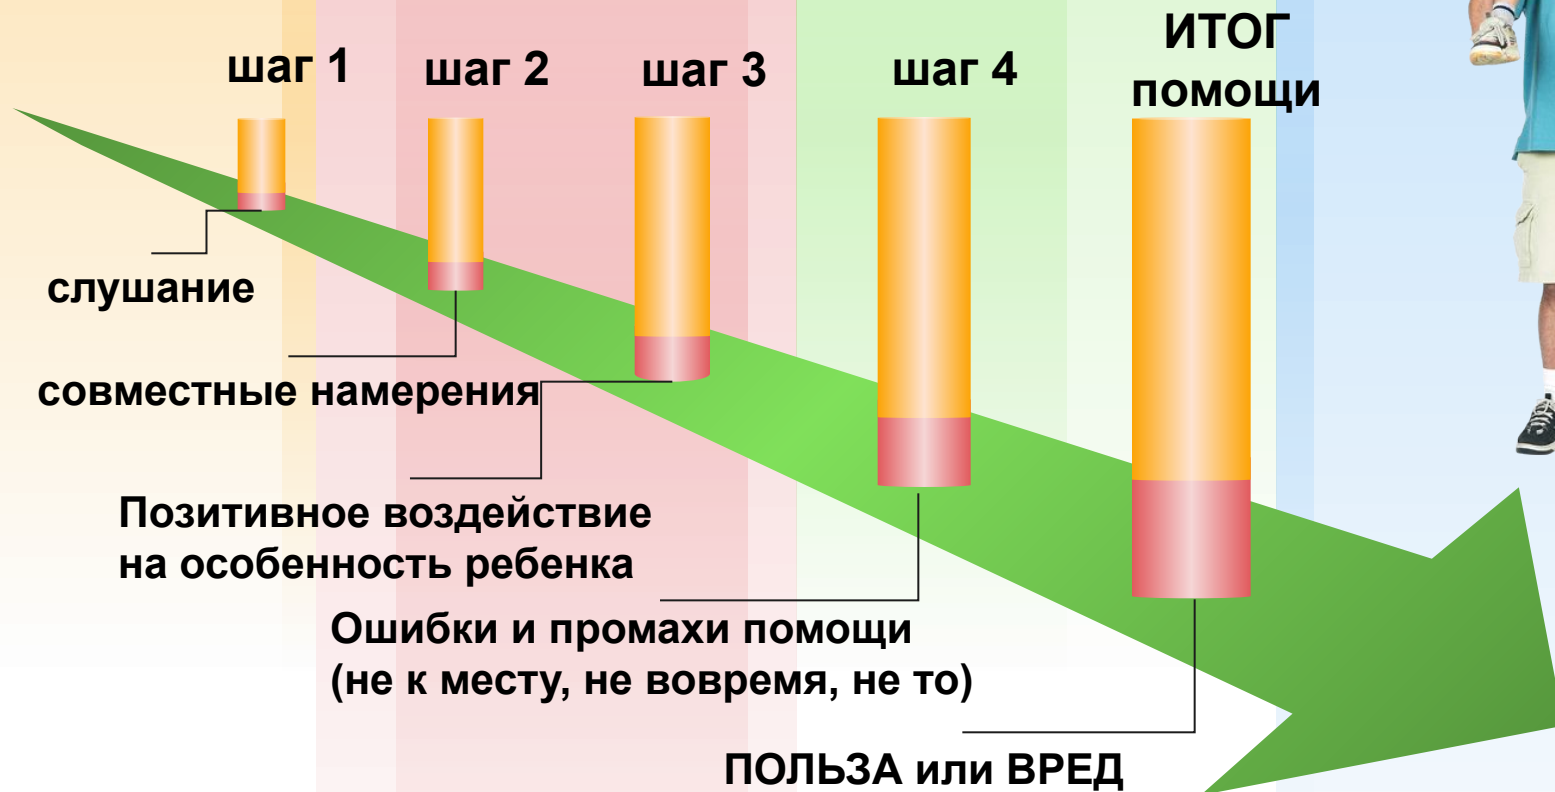 шаг 1
шаг 2
шаг 3
шаг 4
ИТОГ
помощи
слушание
совместные намерения
Позитивное воздействие
на особенность ребенка
Ошибки и промахи помощи
(не к месту, не вовремя, не то)
ПОЛЬЗА или ВРЕД